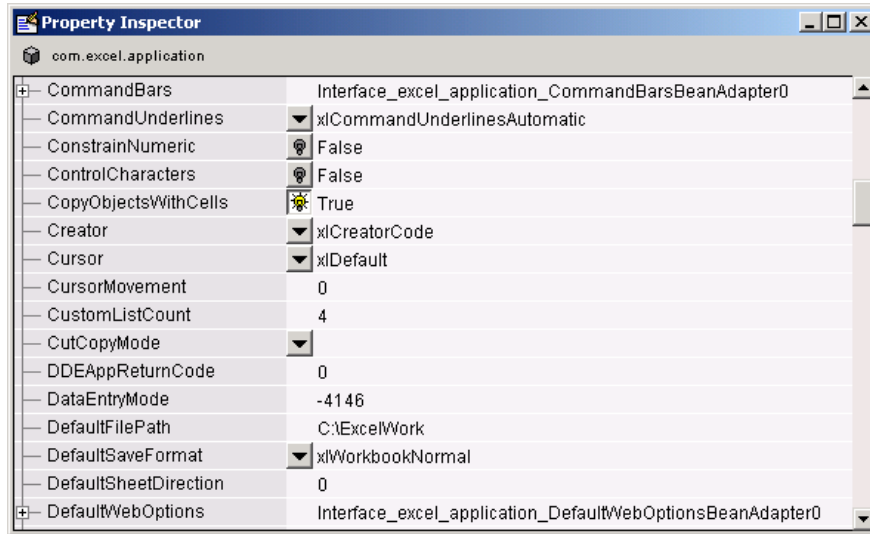 Property Inspector
com.excel.application
CommandBars Interface_excel_application_CommandBarsBeanAdapter0
CommandUnderlines xlCommandUnderlinesAutomatic
ConstrainNumeric False
ControlCharacters False
CopyObjectsWithCells True
Creator xlCreatorCode
Cursor xlDefault
CursorMovement 0
CustomListCount 4
CutCopyMode
DDEAppReturnCode 0
DataEntryMode -4146
DefaultFilePath C:\ExcelWork
DefaultSaveFormat xlWorkbookNormal
DefaultSheetDirection 0
DefaultWebOptions Interface_excel_application_DefaultWebOptionsBeanAdapter0